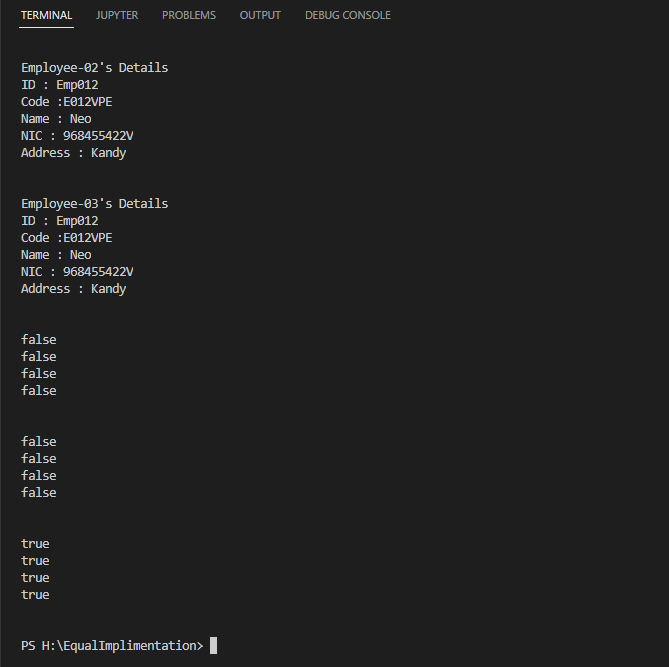 TERMINAL JUPYTER PROBLEMS OUTPUT DEBUG CONSOLE
Employee-02's Details
ID : Emp012
Code :E012VPE
Name : Neo
NIC : 968455422V
Address : Kandy
Employee-03's Details
ID : Emp012
Code :E012VPE
Name : Neo
NIC : 968455422V
Address : Kandy
false
false
false
false
false
false
false
false
true
true
true
true
PS H:\EqualImplimentation>